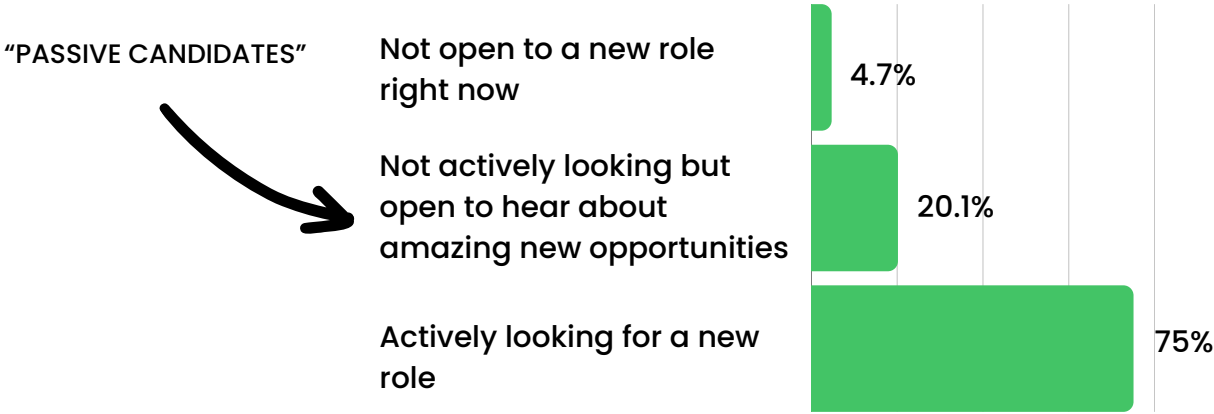 “PASSIVE CANDIDATES”
Not open to a new role
right now
4.7%
Not actively looking but
open to hear about
amazing new opportunities
20.1%
Actively looking for a new
role
75%